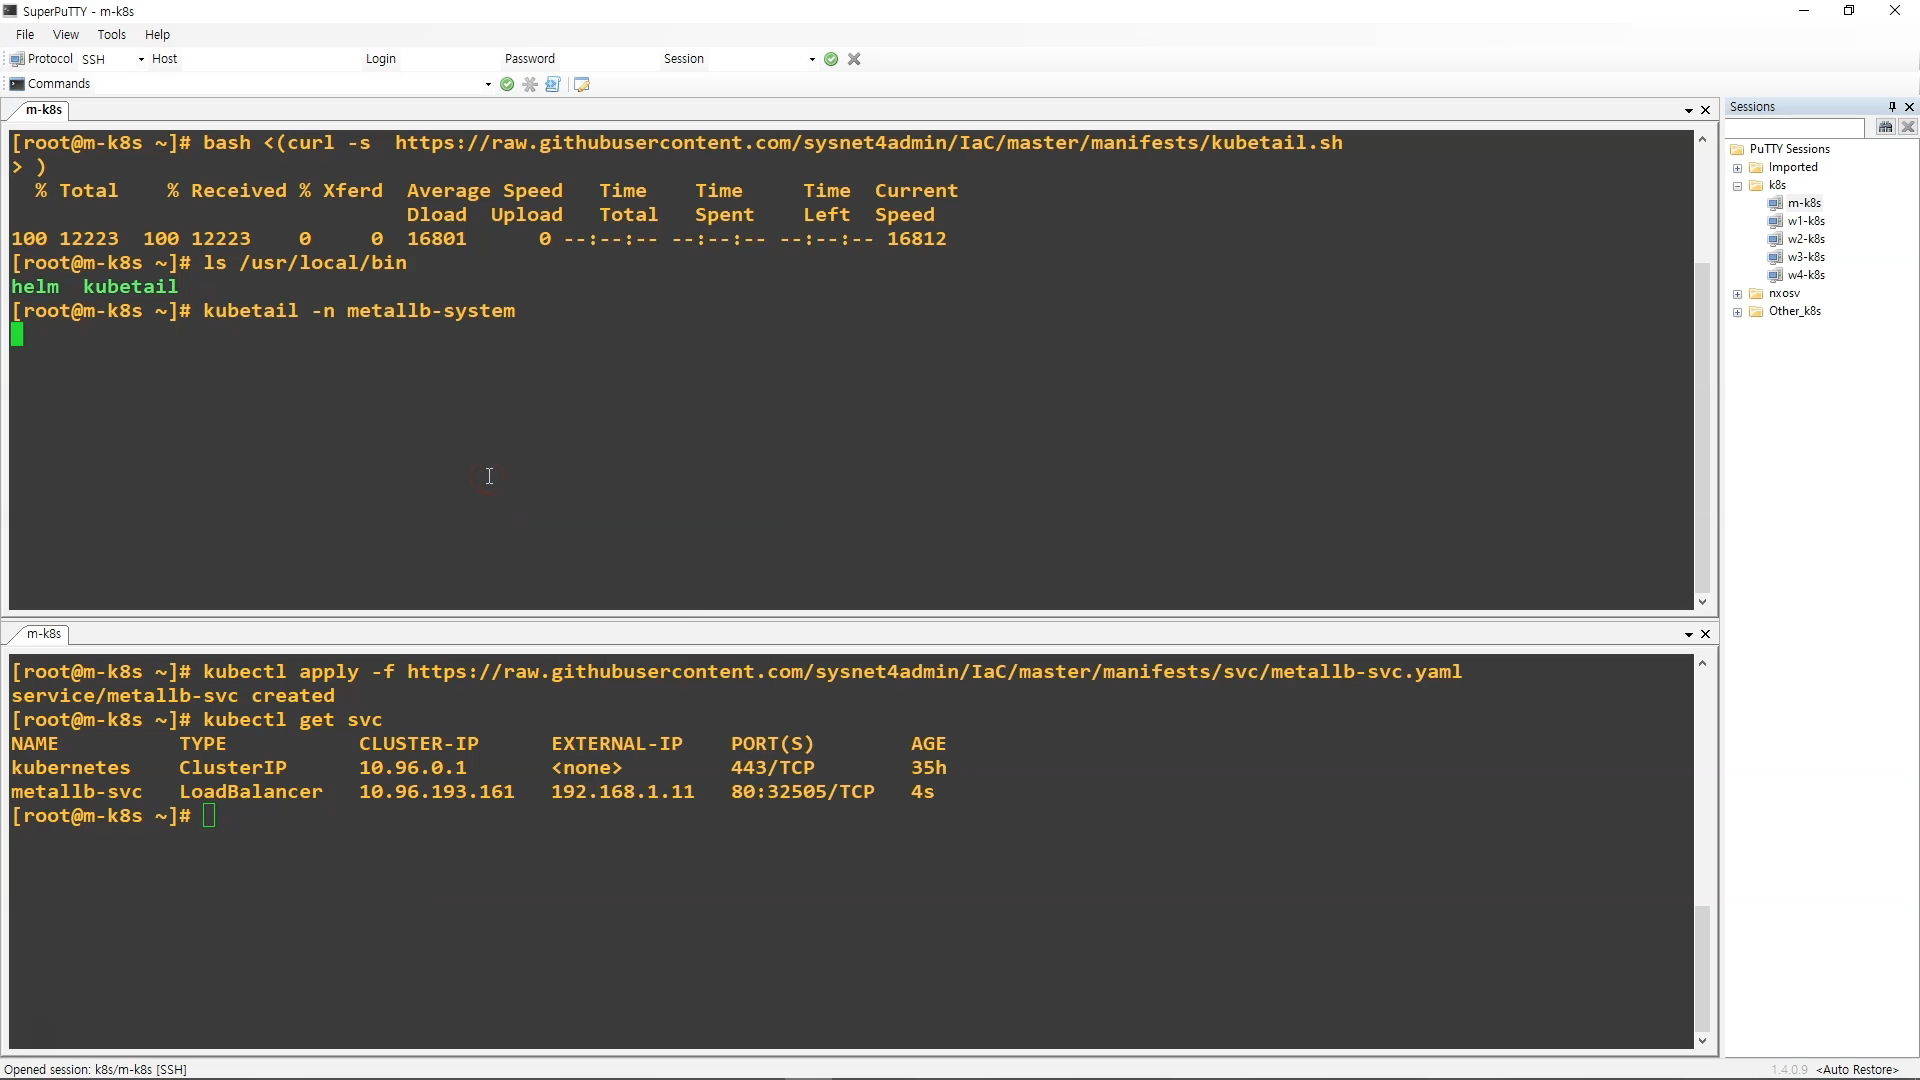 SuperPuTTY - m-k8s
File View Tools Help
Protocol SSH Host Login Password Session
Commands
m-k8s
[root@m-k8s ~]# bash <(curl -s  https://raw.githubusercontent.com/sysnet4admin/IaC/master/manifests/kubetail.sh
> )
% Total % Received % Xferd Average Speed Time Time Time Current
Dload Upload Total Spent Left Speed
100 12223 100 12223 0 0 16801 0 --:--:-- --:--:-- --:--:-- 16812
[root@m-k8s ~]# ls /usr/local/bin
helm kubetail
[root@m-k8s ~]# kubetail -n metallb-system
m-k8s
[root@m-k8s ~]# kubectl apply -f https://raw.githubusercontent.com/sysnet4admin/IaC/master/manifests/svc/metallb-svc.yaml
service/metallb-svc created
[root@m-k8s ~]# kubectl get svc
NAME TYPE CLUSTER-IP EXTERNAL-IP PORT(S) AGE
kubernetes ClusterIP 10.96.0.1 <none> 443/TCP 35h
metallb-svc LoadBalancer 10.96.193.161 192.168.1.11 80:32505/TCP 4s
[root@m-k8s ~]#
Sessions
PuTTY Sessions
Imported
k8s
m-k8s
w1-k8s
w2-k8s
w3-k8s
w4-k8s
nxosv
Other_k8s
Opened session: k8s/m-k8s [SSH]
1.4.0.9 <Auto Restore>